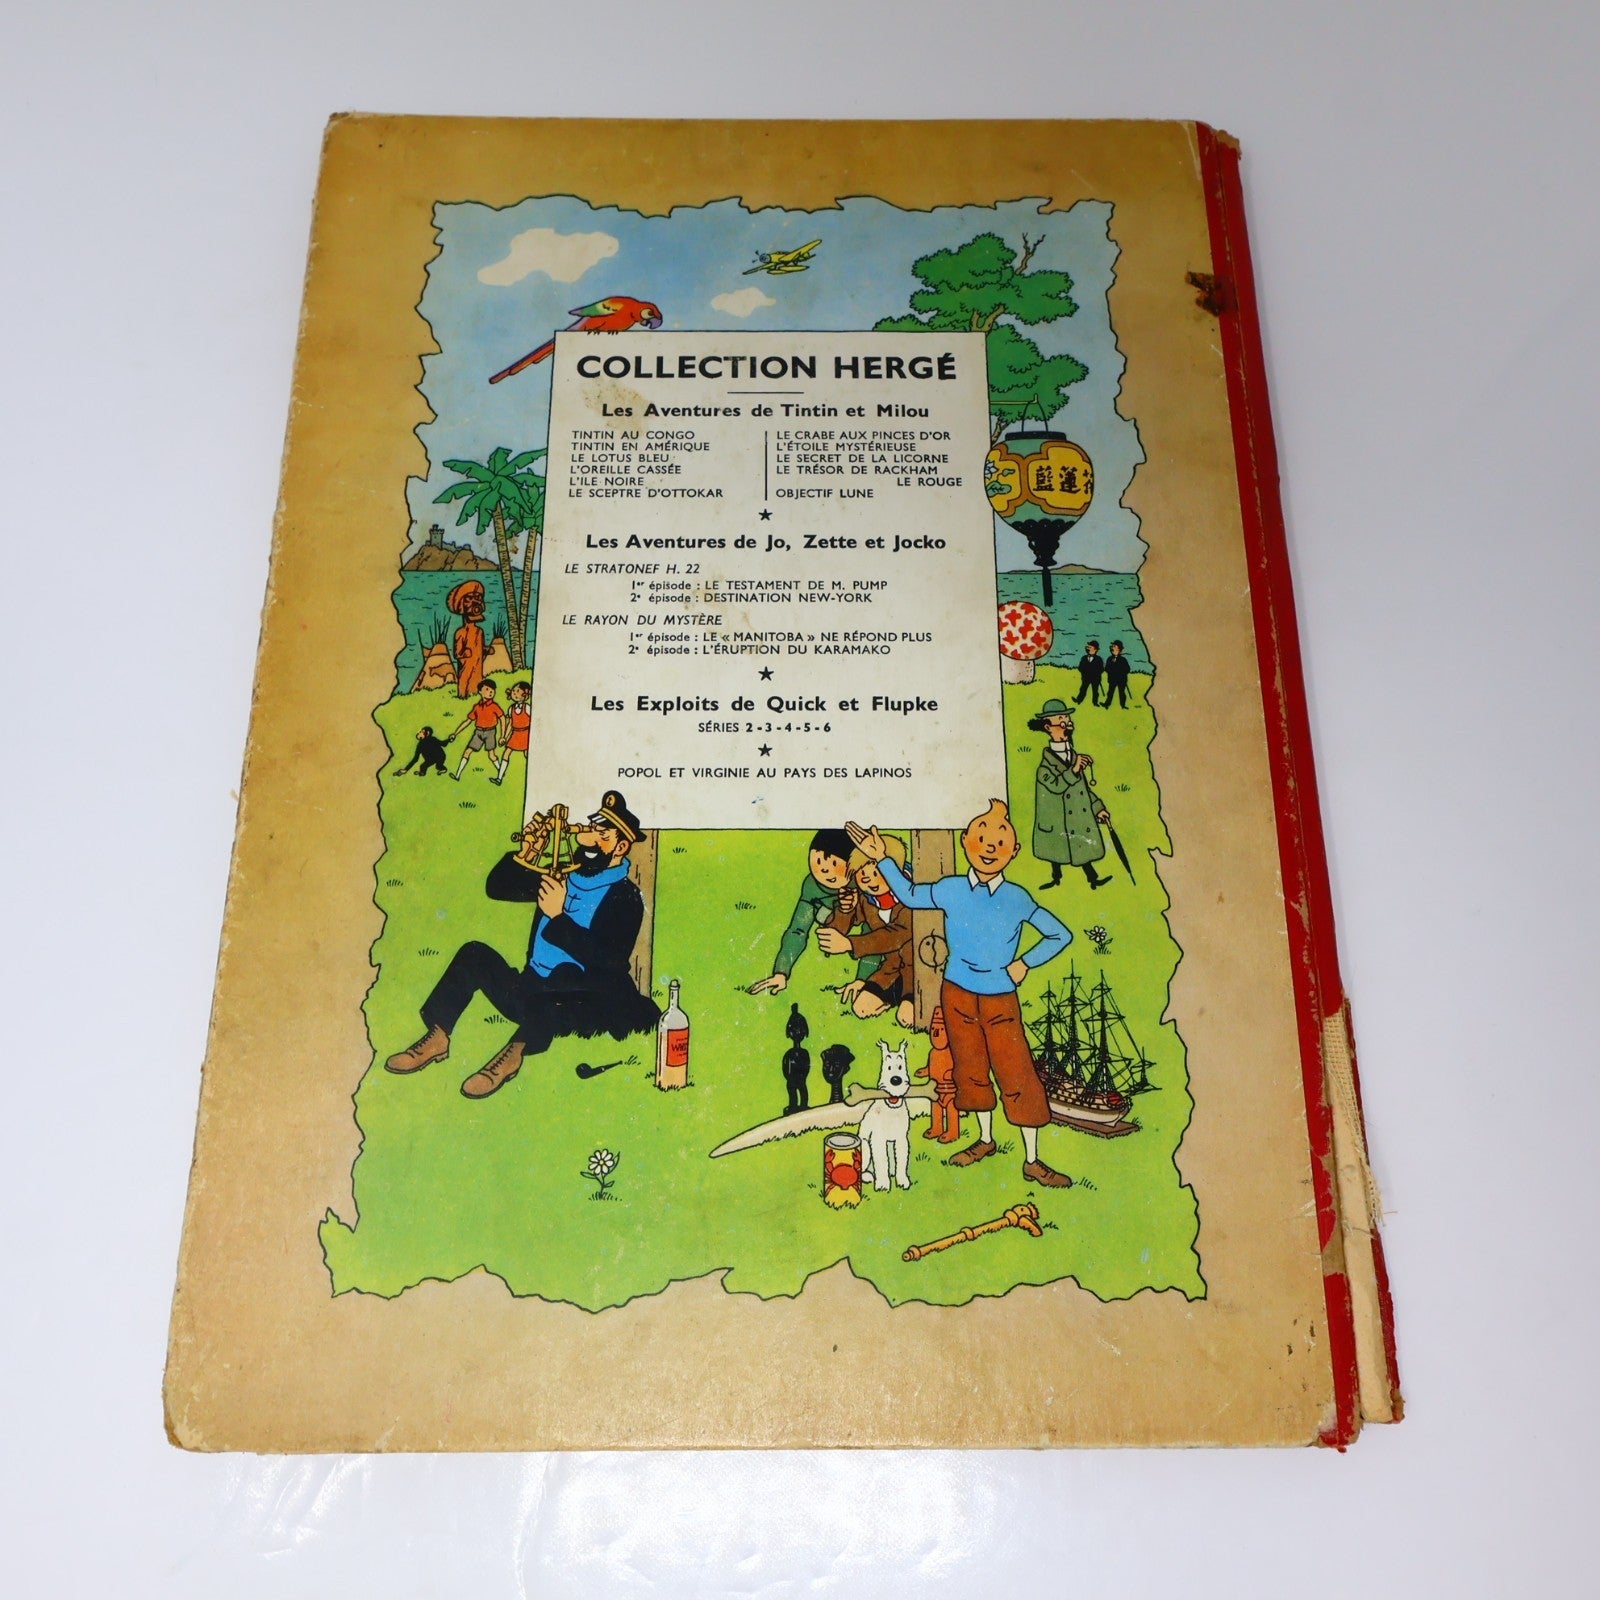 COLLECTION HERGÉ
Les Aventures de Tintin et Milou
TINTIN AU CONGO
TINTIN EN AMÉRIQUE
LE LOTUS BLEU
L'OREILLE CASSÉE
L'ILE NOIRE
LE SCEPTRE D'OTTOKAR
LE CRABE AUX PINCES D'OR
L'ÉTOILE MYSTÉRIEUSE
LE SECRET DE LA LICORNE
LE TRÉSOR DE RACKHAM
LE ROUGE
OBJECTIF LUNE
★
Les Aventures de Jo, Zette et Jocko
LE STRATONEF H. 22
1er épisode : LE TESTAMENT DE M. PUMP
2e épisode : DESTINATION NEW-YORK
LE RAYON DU MYSTÈRE
1er épisode : LE « MANITOBA » NE RÉPOND PLUS
2e épisode : L'ÉRUPTION DU KARAMAKO
★
Les Exploits de Quick et Flupke
SÉRIES 2 - 3 - 4 - 5 - 6
★
POPOL ET VIRGINIE AU PAYS DES LAPINOS
藍蓮